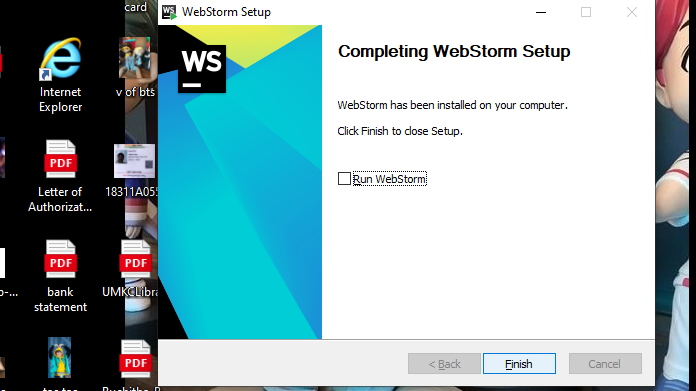 card
WebStorm Setup
WS
Completing WebStorm Setup
WebStorm has been installed on your computer.
Click Finish to close Setup.
Run WebStorm
< Back
Finish
Cancel
Internet
Explorer
v of bts
PDF
Letter of
Authorizat...
18311A055
PDF
bank
statement
PDF
UMKCLibra
PDF